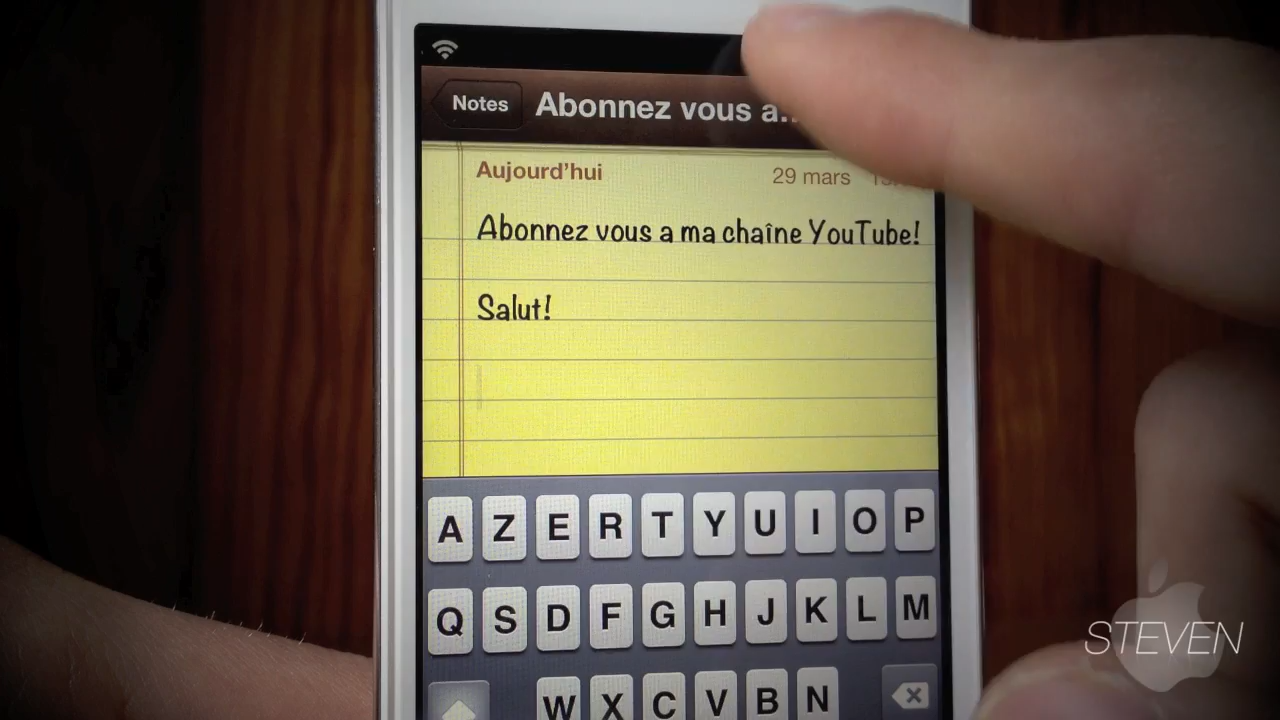 Notes
Abonnez vous a...
Aujourd'hui
29 mars
Abonnez vous a ma chaîne YouTube!
Salut!
A Z E R T Y U I O P
Q S D F G H J K L M
W X C V B N
STEVEN